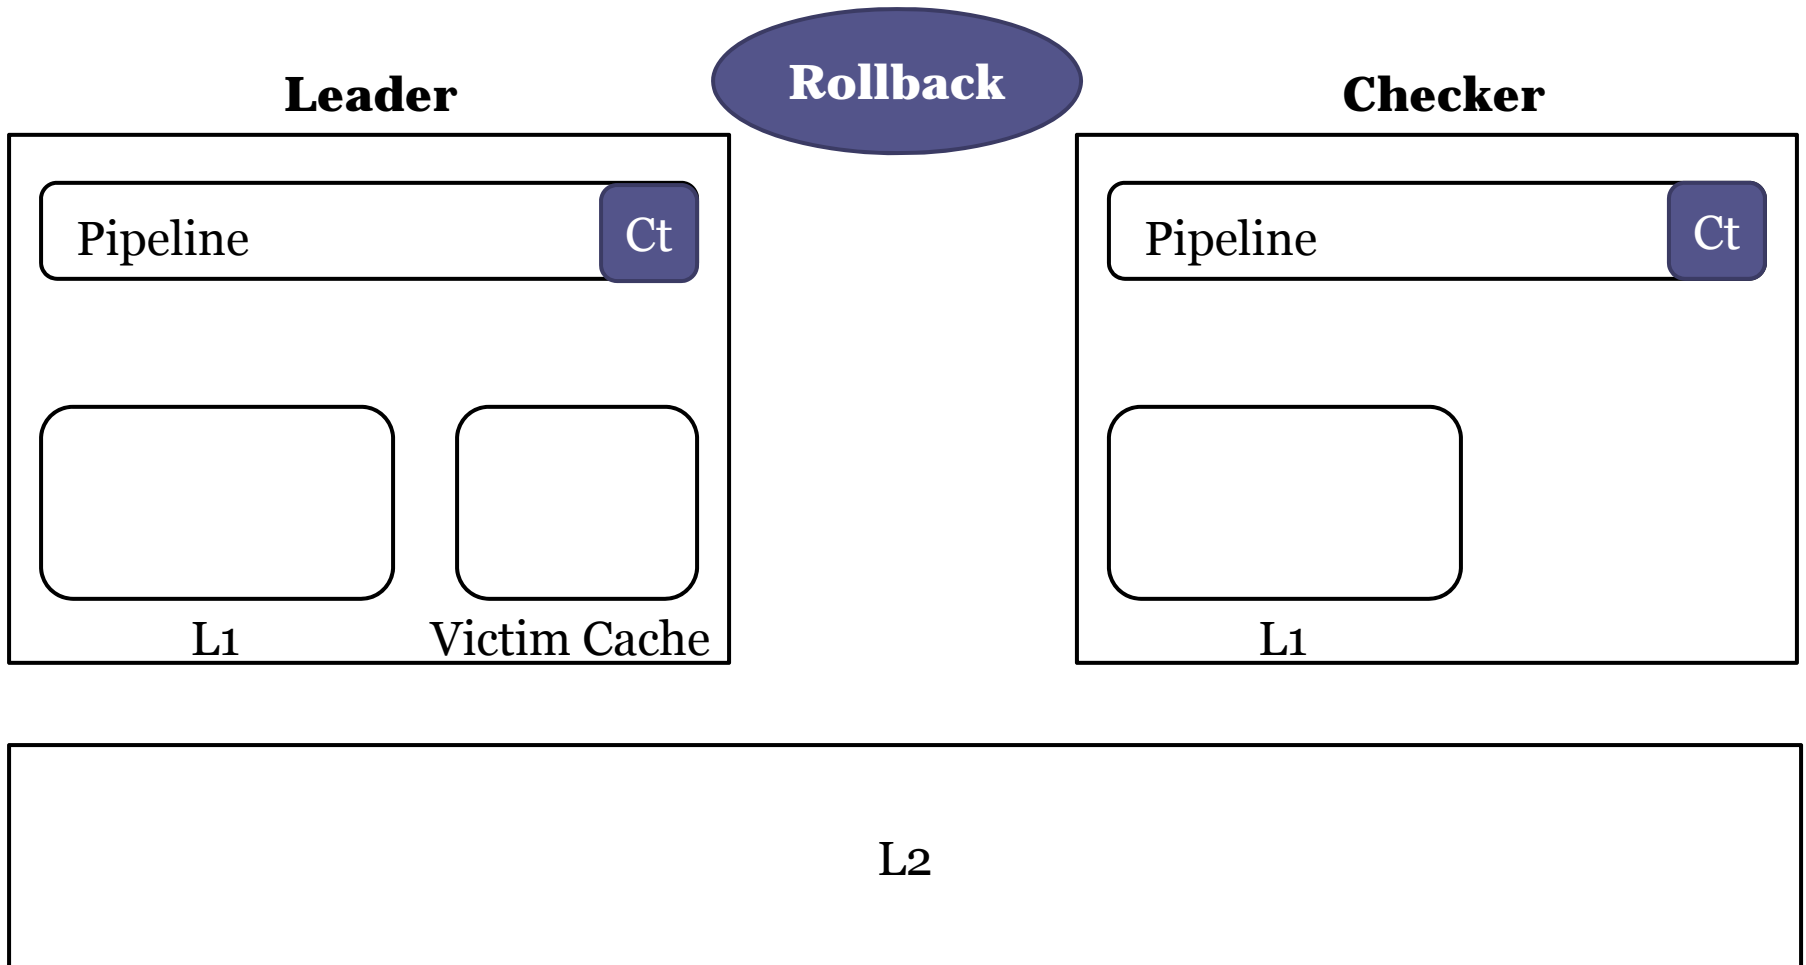 Rollback
Leader
Checker
Pipeline
Ct
Pipeline
Ct
L1
Victim Cache
L1
L2